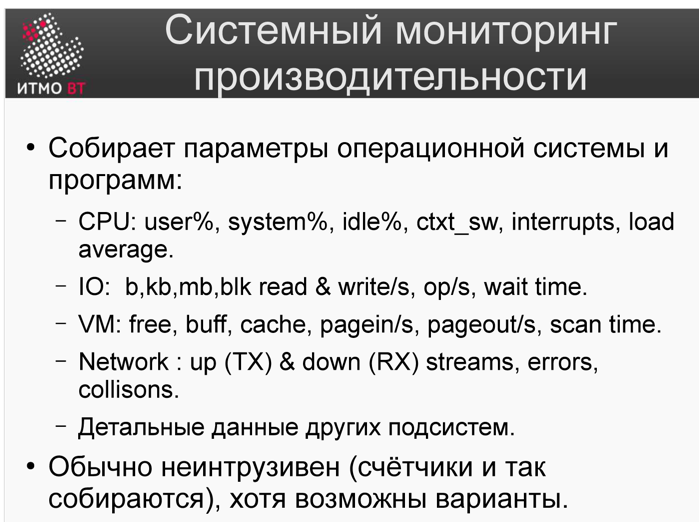 Системный мониторинг
производительности
ИТМО ВТ
• Собирает параметры операционной системы и
программ:
– CPU: user%, system%, idle%, ctxt_sw, interrupts, load
average.
– IO: b,kb,mb,blk read & write/s, op/s, wait time.
– VM: free, buff, cache, pagein/s, pageout/s, scan time.
– Network : up (TX) & down (RX) streams, errors,
collisons.
– Детальные данные других подсистем.
• Обычно неинтрузивен (счётчики и так
собираются), хотя возможны варианты.